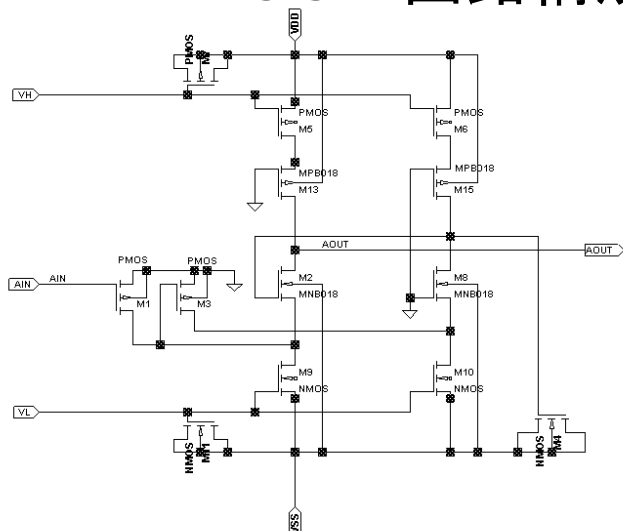 VDD
PMOS
VH
PMOS
M5
PMOS
M6
MPB018
M13
MPB018
M15
AOUT
AOUT
PMOS
PMOS
AIN
AIN
M1
M3
M2
MNB018
M8
MNB018
M9
NMOS
M10
NMOS
VL
NMOS
M11
NMOS
M4
VSS